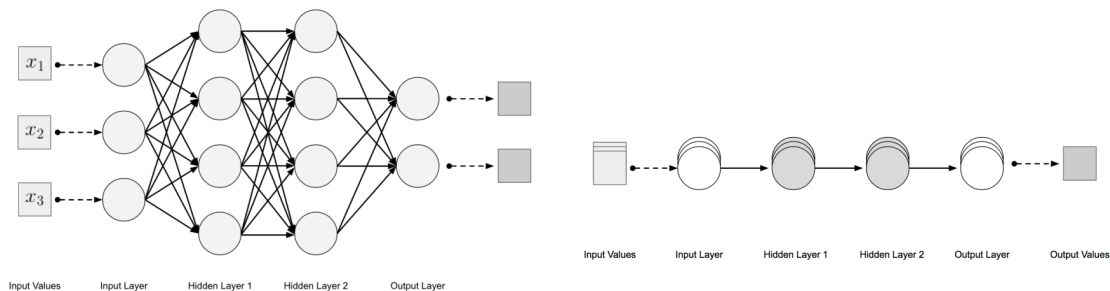 x1
x2
x3
Input Values Input Layer Hidden Layer 1 Hidden Layer 2 Output Layer
Input Values Input Layer Hidden Layer 1 Hidden Layer 2 Output Layer Output Values